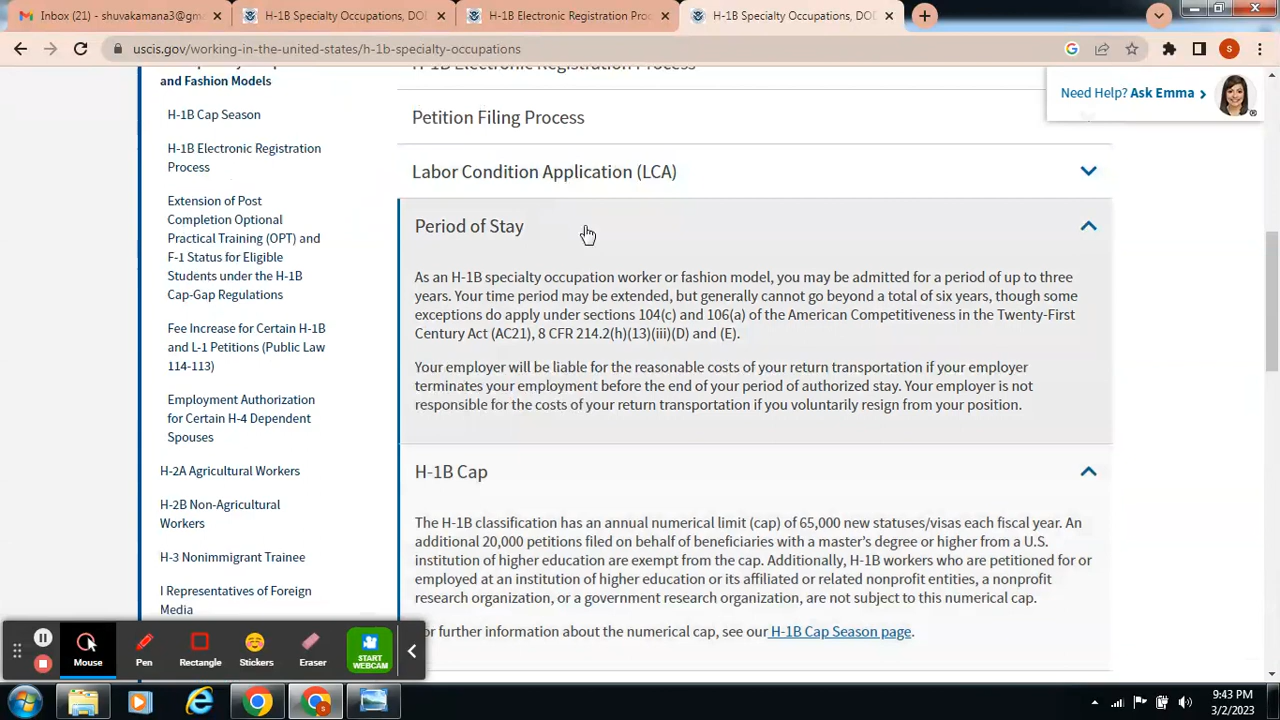 Inbox (21) - shuvakamana3@gm
H-1B Specialty Occupations, DO
H-1B Electronic Registration Pro
H-1B Specialty Occupations, DO
uscis.gov/working-in-the-united-states/h-1b-specialty-occupations
S
and Fashion Models
H-1B Cap Season
H-1B Electronic Registration
Process
Extension of Post
Completion Optional
Practical Training (OPT) and
F-1 Status for Eligible
Students under the H-1B
Cap-Gap Regulations
Fee Increase for Certain H-1B
and L-1 Petitions (Public Law
114-113)
Employment Authorization
for Certain H-4 Dependent
Spouses
H-2A Agricultural Workers
H-2B Non-Agricultural
Workers
H-3 Nonimmigrant Trainee
I Representatives of Foreign
Media
H-1B Electronic Registration Process
Need Help? Ask Emma
Petition Filing Process
Labor Condition Application (LCA)
Period of Stay
As an H-1B specialty occupation worker or fashion model, you may be admitted for a period of up to three
years. Your time period may be extended, but generally cannot go beyond a total of six years, though some
exceptions do apply under sections 104(c) and 106(a) of the American Competitiveness in the Twenty-First
Century Act (AC21), 8 CFR 214.2(h)(13)(iii)(D) and (E).
Your employer will be liable for the reasonable costs of your return transportation if your employer
terminates your employment before the end of your period of authorized stay. Your employer is not
responsible for the costs of your return transportation if you voluntarily resign from your position.
H-1B Cap
The H-1B classification has an annual numerical limit (cap) of 65,000 new statuses/visas each fiscal year. An
additional 20,000 petitions filed on behalf of beneficiaries with a master’s degree or higher from a U.S.
institution of higher education are exempt from the cap. Additionally, H-1B workers who are petitioned for or
employed at an institution of higher education or its affiliated or related nonprofit entities, a nonprofit
research organization, or a government research organization, are not subject to this numerical cap.
or further information about the numerical cap, see our H-1B Cap Season page.
Mouse
Pen
Rectangle
Stickers
Eraser
START
WEBCAM
9:43 PM
3/2/2023